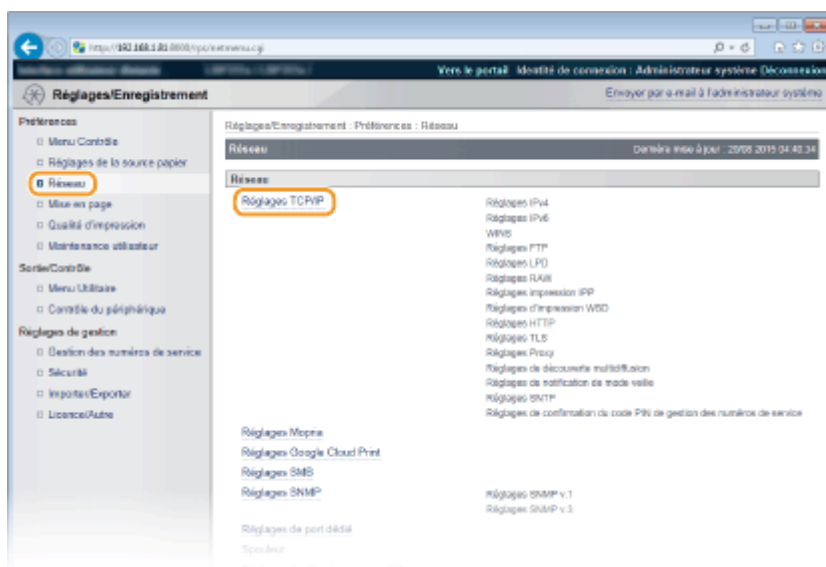 Vers le portail Identité de connexion : Administrateur système Déconnexion
Réglages/Enregistrement
Envoyer par e-mail à l'administrateur système
Préférences
Menu Contrôle
Réglages de la source papier
Réseau
Mise en page
Qualité d'impression
Maintenance utilisateur
Sortie/Contrôle
Menu Utilitaire
Contrôle du périphérique
Réglages de gestion
Gestion des numéros de service
Sécurité
Importer/Exporter
Licence/Autre
Réglages/Enregistrement : Préférences : Réseau
Réseau
Dernière mise à jour : 20/08 2015 04:40:34
Réseau
Réglages TCP/IP
Réglages IPv4
Réglages IPv6
WINS
Réglages FTP
Réglages LPD
Réglages RAW
Réglages impression IPP
Réglages d'impression WSD
Réglages HTTP
Réglages TLS
Réglages Proxy
Réglages de découverte multidiffusion
Réglages de notification de mode veille
Réglages SNTP
Réglages de confirmation du code PIN de gestion des numéros de service
Réglages Mopria
Réglages Google Cloud Print
Réglages SMB
Réglages SNMP
Réglages SNMP v.1
Réglages SNMP v.3
Réglages de port dédié
Spouleur